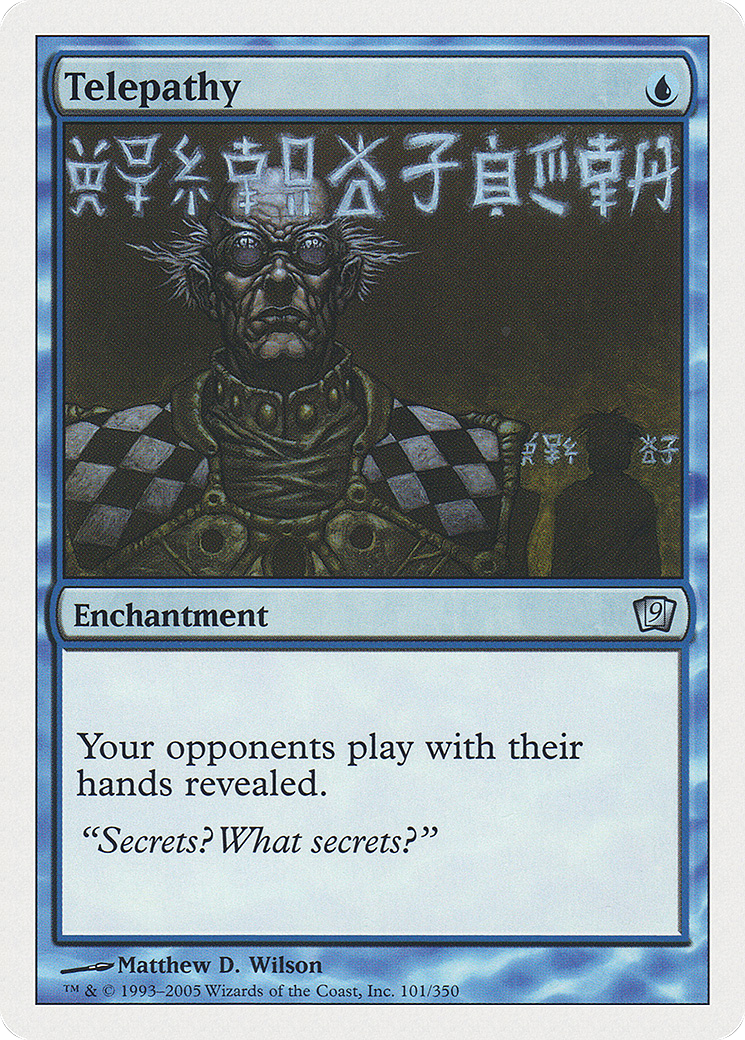 Telepathy
Enchantment
9
Your opponents play with their
hands revealed.
“Secrets? What secrets?”
Matthew D. Wilson
™ & © 1993–2005 Wizards of the Coast, Inc. 101/350